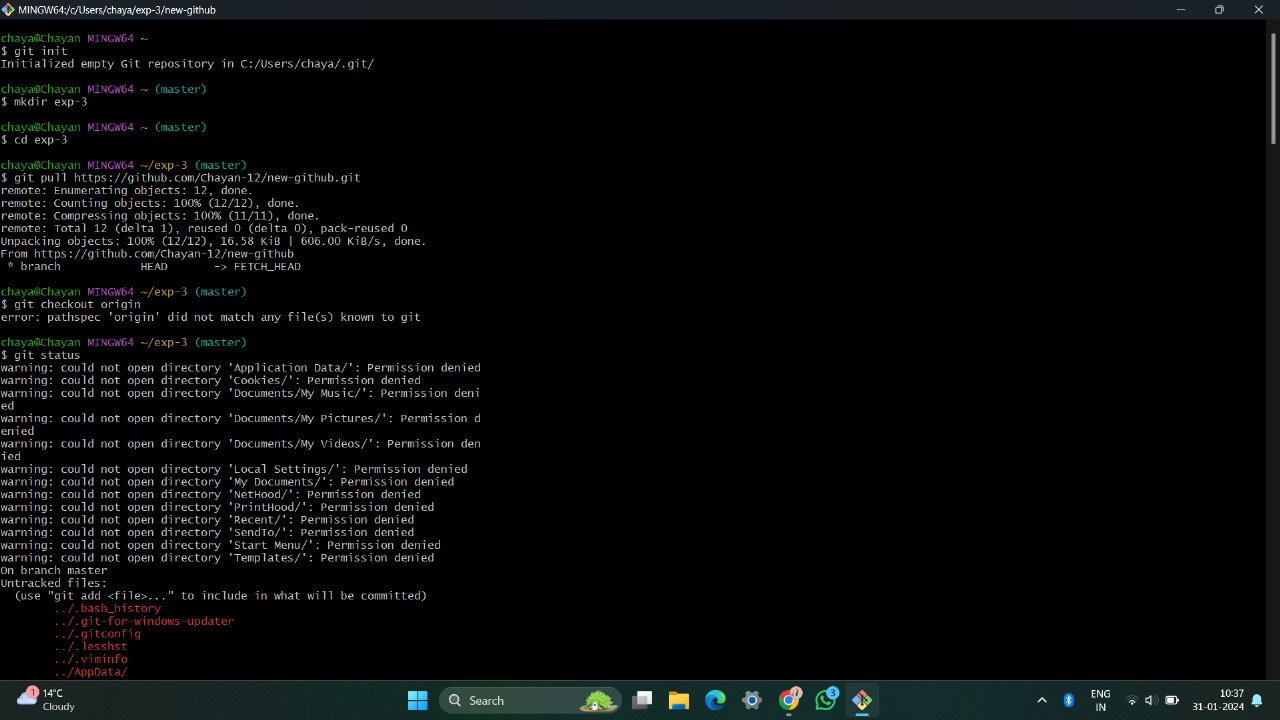 MINGW64:/c/Users/chaya/exp-3/new-github
chaya@Chayan MINGW64 ~
$ git init
Initialized empty Git repository in C:/Users/chaya/.git/
chaya@Chayan MINGW64 ~ (master)
$ mkdir exp-3
chaya@Chayan MINGW64 ~ (master)
$ cd exp-3
chaya@Chayan MINGW64 ~/exp-3 (master)
$ git pull https://github.com/Chayan-12/new-github.git
remote: Enumerating objects: 12, done.
remote: Counting objects: 100% (12/12), done.
remote: Compressing objects: 100% (11/11), done.
remote: Total 12 (delta 1), reused 0 (delta 0), pack-reused 0
Unpacking objects: 100% (12/12), 16.58 KiB | 606.00 KiB/s, done.
From https://github.com/Chayan-12/new-github
 * branch            HEAD       -> FETCH_HEAD
chaya@Chayan MINGW64 ~/exp-3 (master)
$ git checkout origin
error: pathspec 'origin' did not match any file(s) known to git
chaya@Chayan MINGW64 ~/exp-3 (master)
$ git status
warning: could not open directory 'Application Data/': Permission denied
warning: could not open directory 'Cookies/': Permission denied
warning: could not open directory 'Documents/My Music/': Permission deni
ed
warning: could not open directory 'Documents/My Pictures/': Permission d
enied
warning: could not open directory 'Documents/My Videos/': Permission den
ied
warning: could not open directory 'Local Settings/': Permission denied
warning: could not open directory 'My Documents/': Permission denied
warning: could not open directory 'NetHood/': Permission denied
warning: could not open directory 'PrintHood/': Permission denied
warning: could not open directory 'Recent/': Permission denied
warning: could not open directory 'SendTo/': Permission denied
warning: could not open directory 'Start Menu/': Permission denied
warning: could not open directory 'Templates/': Permission denied
On branch master
Untracked files:
  (use "git add <file>..." to include in what will be committed)
        ../.bash_history
        ../.git-for-windows-updater
        ../.gitconfig
        ../.lesshst
        ../.viminfo
        ../AppData/
1
14°C
Cloudy
Search
3
ENG
IN
10:37
31-01-2024